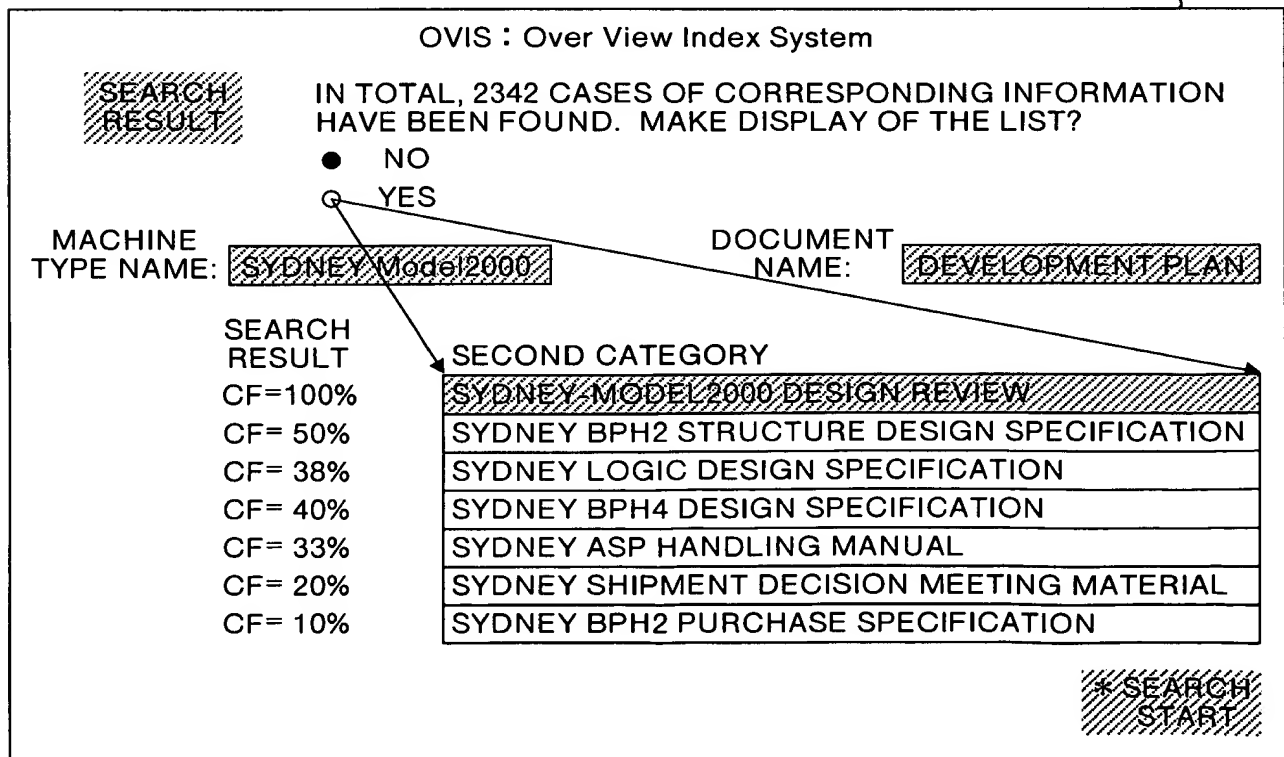 OVIS : Over View Index System
SEARCH
RESULT
IN TOTAL, 2342 CASES OF CORRESPONDING INFORMATION
HAVE BEEN FOUND. MAKE DISPLAY OF THE LIST?
● NO
○ YES
MACHINE
TYPE NAME: SYDNEY Model2000
DOCUMENT
NAME: DEVELOPMENT PLAN
SEARCH
RESULT
SECOND CATEGORY
CF=100% SYDNEY-MODEL2000 DESIGN REVIEW
CF= 50% SYDNEY BPH2 STRUCTURE DESIGN SPECIFICATION
CF= 38% SYDNEY LOGIC DESIGN SPECIFICATION
CF= 40% SYDNEY BPH4 DESIGN SPECIFICATION
CF= 33% SYDNEY ASP HANDLING MANUAL
CF= 20% SYDNEY SHIPMENT DECISION MEETING MATERIAL
CF= 10% SYDNEY BPH2 PURCHASE SPECIFICATION
* SEARCH
START